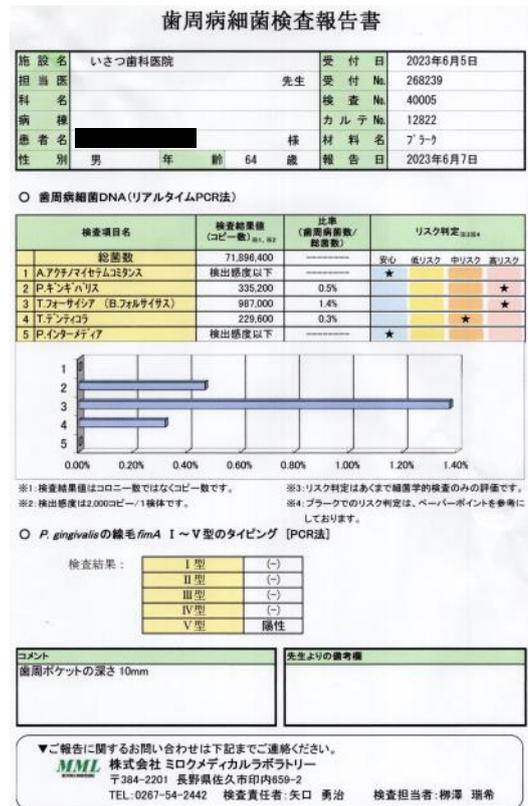 歯周病細菌検査報告書
施設名 いさつ歯科医院 受付日 2023年6月5日
担当医 先生 受付No. 268239
科名 検査No. 40005
病棟 カルテNo. 12822
患者名 様 材料名 プラーク
性別 男 年齢 64 歳 報告日 2023年6月7日
○ 歯周病細菌DNA(リアルタイムPCR法)
検査項目名 検査結果値(コピー数)※1,※2 比率(歯周病菌数/総菌数) リスク判定※3※4
総菌数 71,896,400 -------- 安心 低リスク 中リスク 高リスク
1 A.アクチノマイセテムコミタンス 検出感度以下 -------- ★
2 P.ギンギバリス 335,200 0.5% ★
3 T.フォーサイシア (B.フォルサイサス) 987,000 1.4% ★
4 T.デンティコラ 229,600 0.3% ★
5 P.インターメディア 検出感度以下 -------- ★
1
2
3
4
5
0.00% 0.20% 0.40% 0.60% 0.80% 1.00% 1.20% 1.40%
※1:検査結果値はコロニー数ではなくコピー数です。
※2:検出感度は2,000コピー/1検体です。
※3:リスク判定はあくまで細菌学的検査のみの評価です。
※4:プラークでのリスク判定は、ペーパーポイントを参考に
しております。
○ P. gingivalisの線毛fimA Ⅰ～Ⅴ型のタイピング [PCR法]
検査結果: Ⅰ型 (-)
Ⅱ型 (-)
Ⅲ型 (-)
Ⅳ型 (-)
Ⅴ型 陽性
コメント
歯周ポケットの深さ 10mm
先生よりの備考欄
▼ご報告に関するお問い合わせは下記までご連絡ください。
MML 株式会社 ミロクメディカルラボラトリー
〒384-2201 長野県佐久市印内659-2
TEL:0267-54-2442 検査責任者:矢口 勇治 検査担当者:柳澤 瑞希